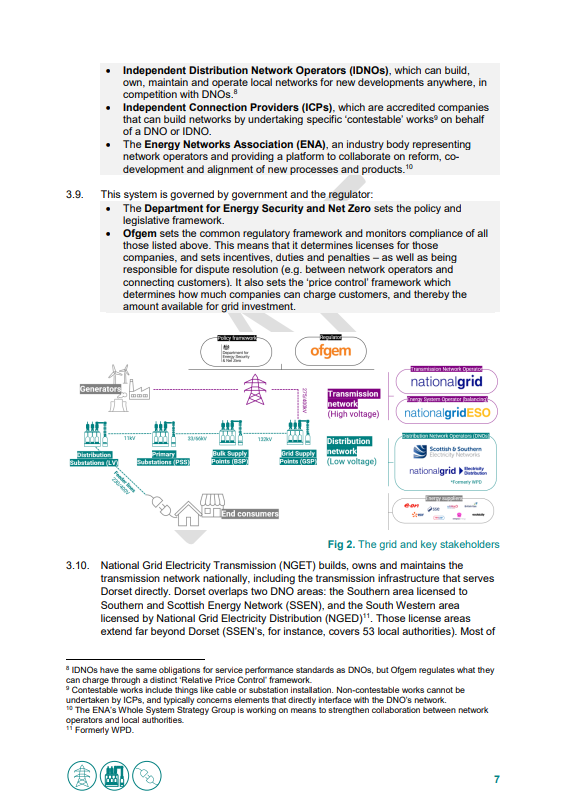 • Independent Distribution Network Operators (IDNOs), which can build,
own, maintain and operate local networks for new developments anywhere, in
competition with DNOs.8
• Independent Connection Providers (ICPs), which are accredited companies
that can build networks by undertaking specific 'contestable' works9 on behalf
of a DNO or IDNO.
• The Energy Networks Association (ENA), an industry body representing
network operators and providing a platform to collaborate on reform, co-
development and alignment of new processes and products.10
3.9. This system is governed by government and the regulator:
• The Department for Energy Security and Net Zero sets the policy and
legislative framework.
• Ofgem sets the common regulatory framework and monitors compliance of all
those listed above. This means that it determines licenses for those
companies, and sets incentives, duties and penalties – as well as being
responsible for dispute resolution (e.g. between network operators and
connecting customers). It also sets the 'price control' framework which
determines how much companies can charge customers, and thereby the
amount available for grid investment.
Policy framework
Department for
Energy Security
& Net Zero
Regulator
ofgem
Generators
275/400kV
Transmission
network
(High voltage)
Transmission Network Operator
nationalgrid
Energy System Operator (balancing)
nationalgridESO
11kV
33/66kV
132kV
Distribution
Substations (LV)
Primary
Substations (PSS)
Bulk Supply
Points (BSP)
Grid Supply
Points (GSP)
Distribution
network
(Low voltage)
Distribution Network Operators (DNOs)
Scottish & Southern
Electricity Networks
nationalgrid
Electricity
Distribution
*Formerly WPD
Feeder lines
230/400V
End consumers
Energy suppliers
e.on
sse
edf
Fig 2. The grid and key stakeholders
3.10. National Grid Electricity Transmission (NGET) builds, owns and maintains the
transmission network nationally, including the transmission infrastructure that serves
Dorset directly. Dorset overlaps two DNO areas: the Southern area licensed to
Southern and Scottish Energy Network (SSEN), and the South Western area
licensed by National Grid Electricity Distribution (NGED)11. Those license areas
extend far beyond Dorset (SSEN's, for instance, covers 53 local authorities). Most of
8 IDNOs have the same obligations for service performance standards as DNOs, but Ofgem regulates what they
can charge through a distinct 'Relative Price Control' framework.
9 Contestable works include things like cable or substation installation. Non-contestable works cannot be
undertaken by ICPs, and typically concerns elements that directly interface with the DNO's network.
10 The ENA's Whole System Strategy Group is working on means to strengthen collaboration between network
operators and local authorities.
11 Formerly WPD.
7